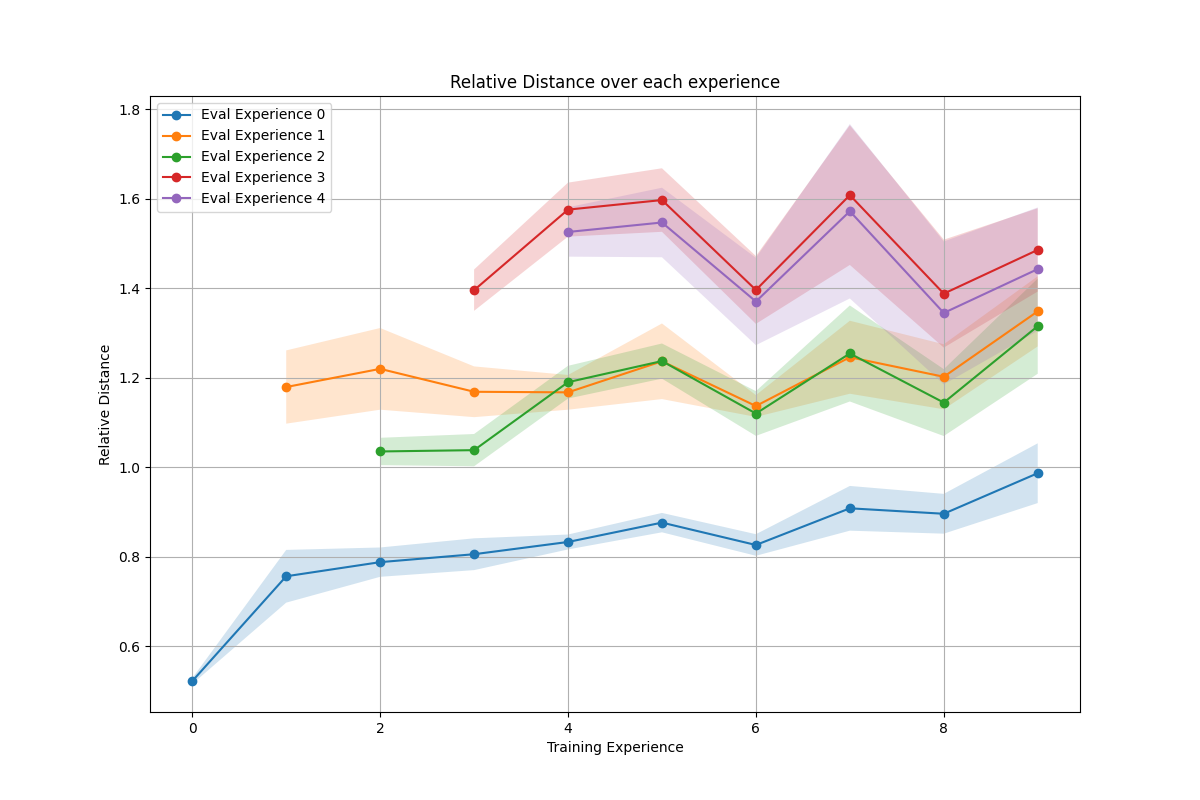 Relative Distance over each experience
Eval Experience 0
Eval Experience 1
Eval Experience 2
Eval Experience 3
Eval Experience 4
Relative Distance
1.8
1.6
1.4
1.2
1.0
0.8
0.6
0 2 4 6 8
Training Experience